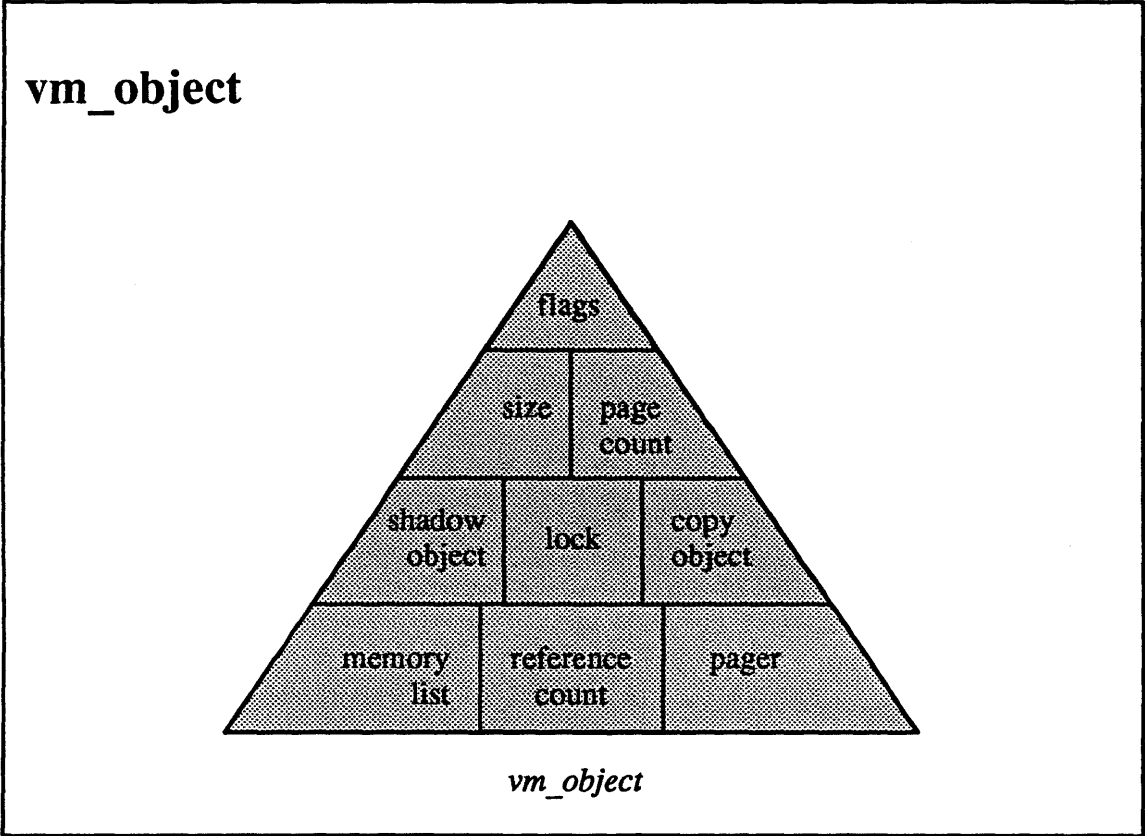 vm_object
flags
size
page
count
shadow
object
lock
copy
object
memory
list
reference
count
pager
vm_object